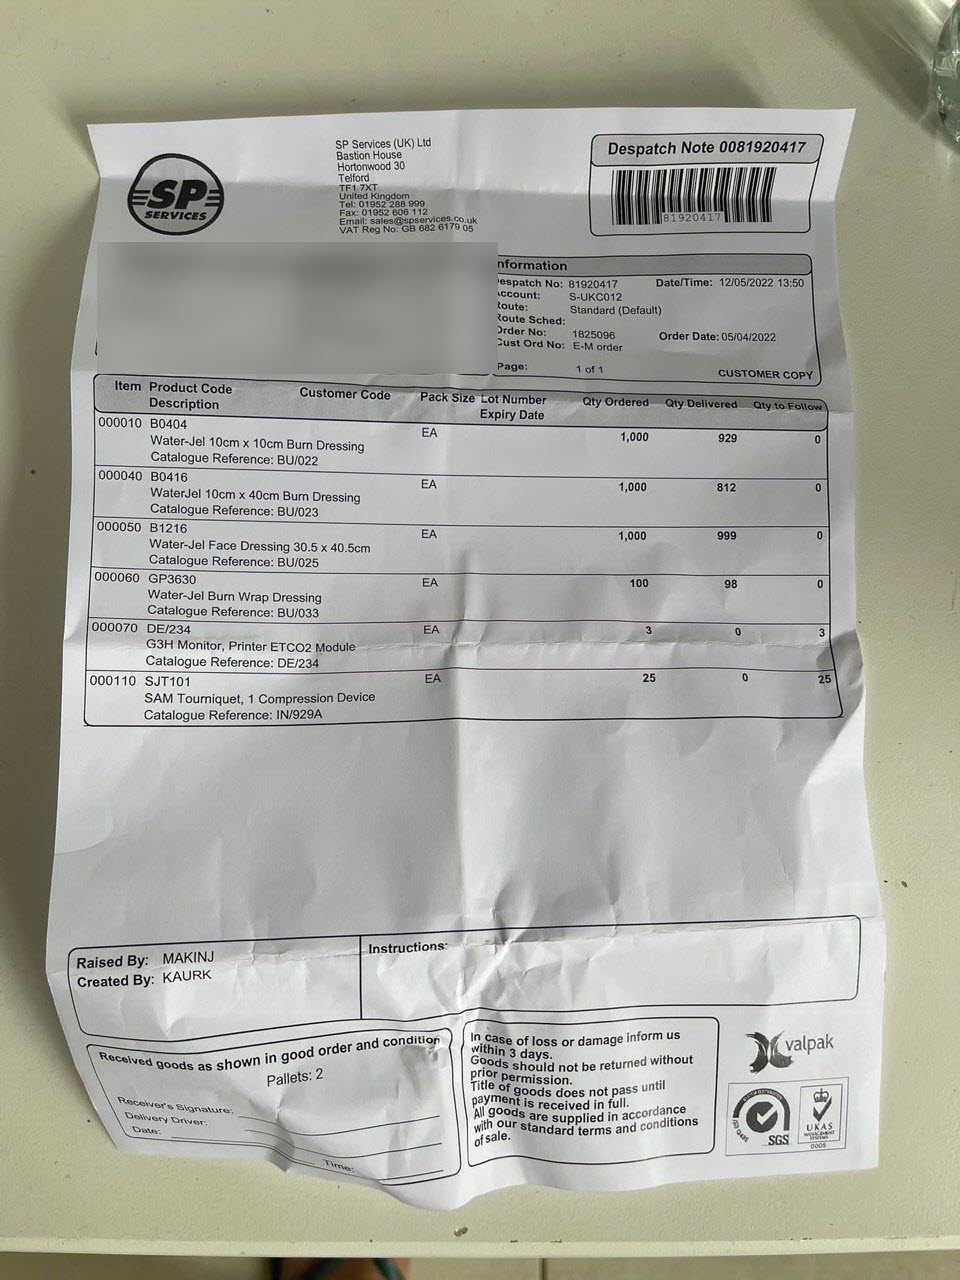 SP
SERVICES
SP Services (UK) Ltd
Bastion House
Hortonwood 30
Telford
TF1 7XT
United Kingdom
Tel: 01952 288 999
Fax: 01952 606 112
Email: sales@spservices.co.uk
VAT Reg No: GB 682 6179 05
Despatch Note 0081920417
81920417
nformation
espatch No: 81920417 Date/Time: 12/05/2022 13:50
ccount: S-UKC012
oute: Standard (Default)
Route Sched:
Order No: 1825096 Order Date: 05/04/2022
Cust Ord No: E-M order
Page: 1 of 1 CUSTOMER COPY
Item Product Code Customer Code Pack Size Lot Number Qty Ordered Qty Delivered Qty to Follow
Description Expiry Date
000010 B0404 EA 1,000 929 0
Water-Jel 10cm x 10cm Burn Dressing
Catalogue Reference: BU/022
000040 B0416 EA 1,000 812 0
WaterJel 10cm x 40cm Burn Dressing
Catalogue Reference: BU/023
000050 B1216 EA 1,000 999 0
Water-Jel Face Dressing 30.5 x 40.5cm
Catalogue Reference: BU/025
000060 GP3630 EA 100 98 0
Water-Jel Burn Wrap Dressing
Catalogue Reference: BU/033
000070 DE/234 EA 3 0 3
G3H Monitor, Printer ETCO2 Module
Catalogue Reference: DE/234
000110 SJT101 EA 25 0 25
SAM Tourniquet, 1 Compression Device
Catalogue Reference: IN/929A
Raised By: MAKINJ
Created By: KAURK
Instructions:
Received goods as shown in good order and condition
Pallets: 2
Receiver's Signature:
Delivery Driver:
Date:
Time:
In case of loss or damage inform us
within 3 days.
Goods should not be returned without
prior permission.
Title of goods does not pass until
payment is received in full.
All goods are supplied in accordance
with our standard terms and conditions
of sale.
valpak
SGS
UKAS
MANAGEMENT
SYSTEMS
0005